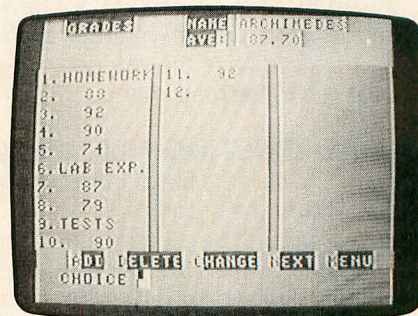 GRADES NAME ARCHIMEDES
AVE: 87.70
1. HOMEWORK
2. 88
3. 92
4. 90
5. 74
6. LAB EXP.
7. 87
8. 79
9. TESTS
10. 90
11. 92
12.
ADD DELETE CHANGE NEXT MENU
CHOICE